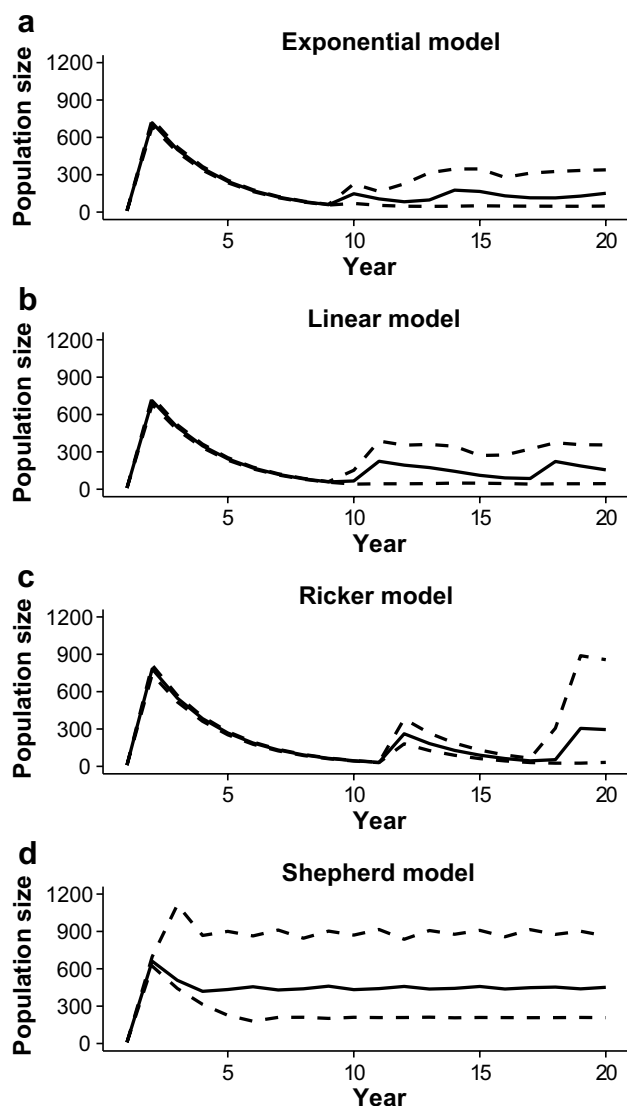 a
Exponential model
Population size
1200
900
600
300
0
5 10 15 20
Year
b
Linear model
Population size
1200
900
600
300
0
5 10 15 20
Year
c
Ricker model
Population size
1200
900
600
300
0
5 10 15 20
Year
d
Shepherd model
Population size
1200
900
600
300
0
5 10 15 20
Year